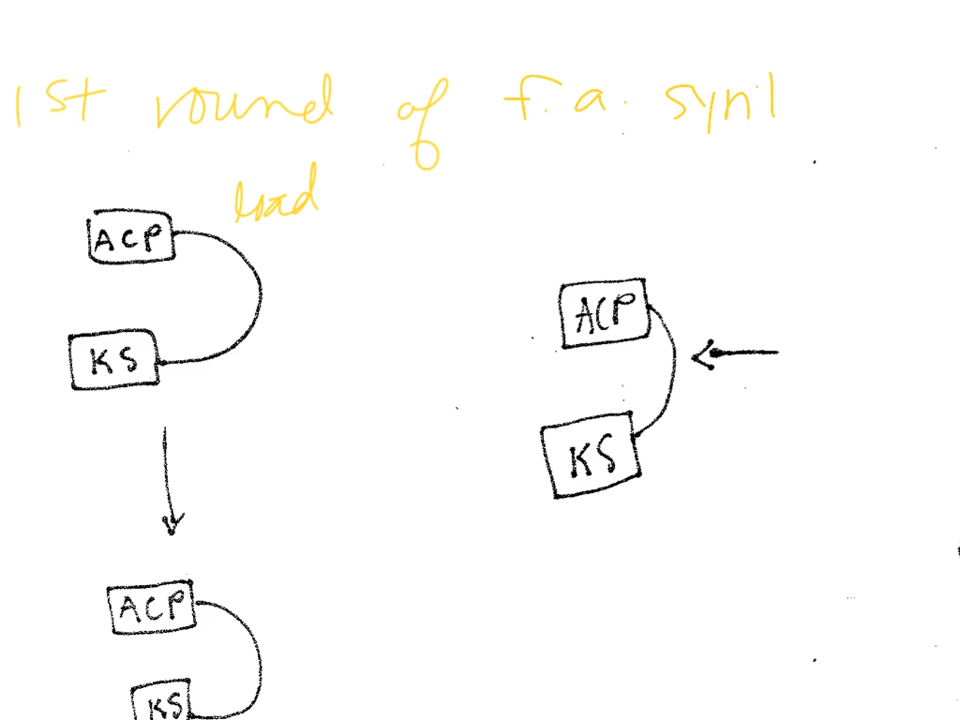 1st round of f.a. syn
load
ACP
KS
ACP
KS
ACP
KS